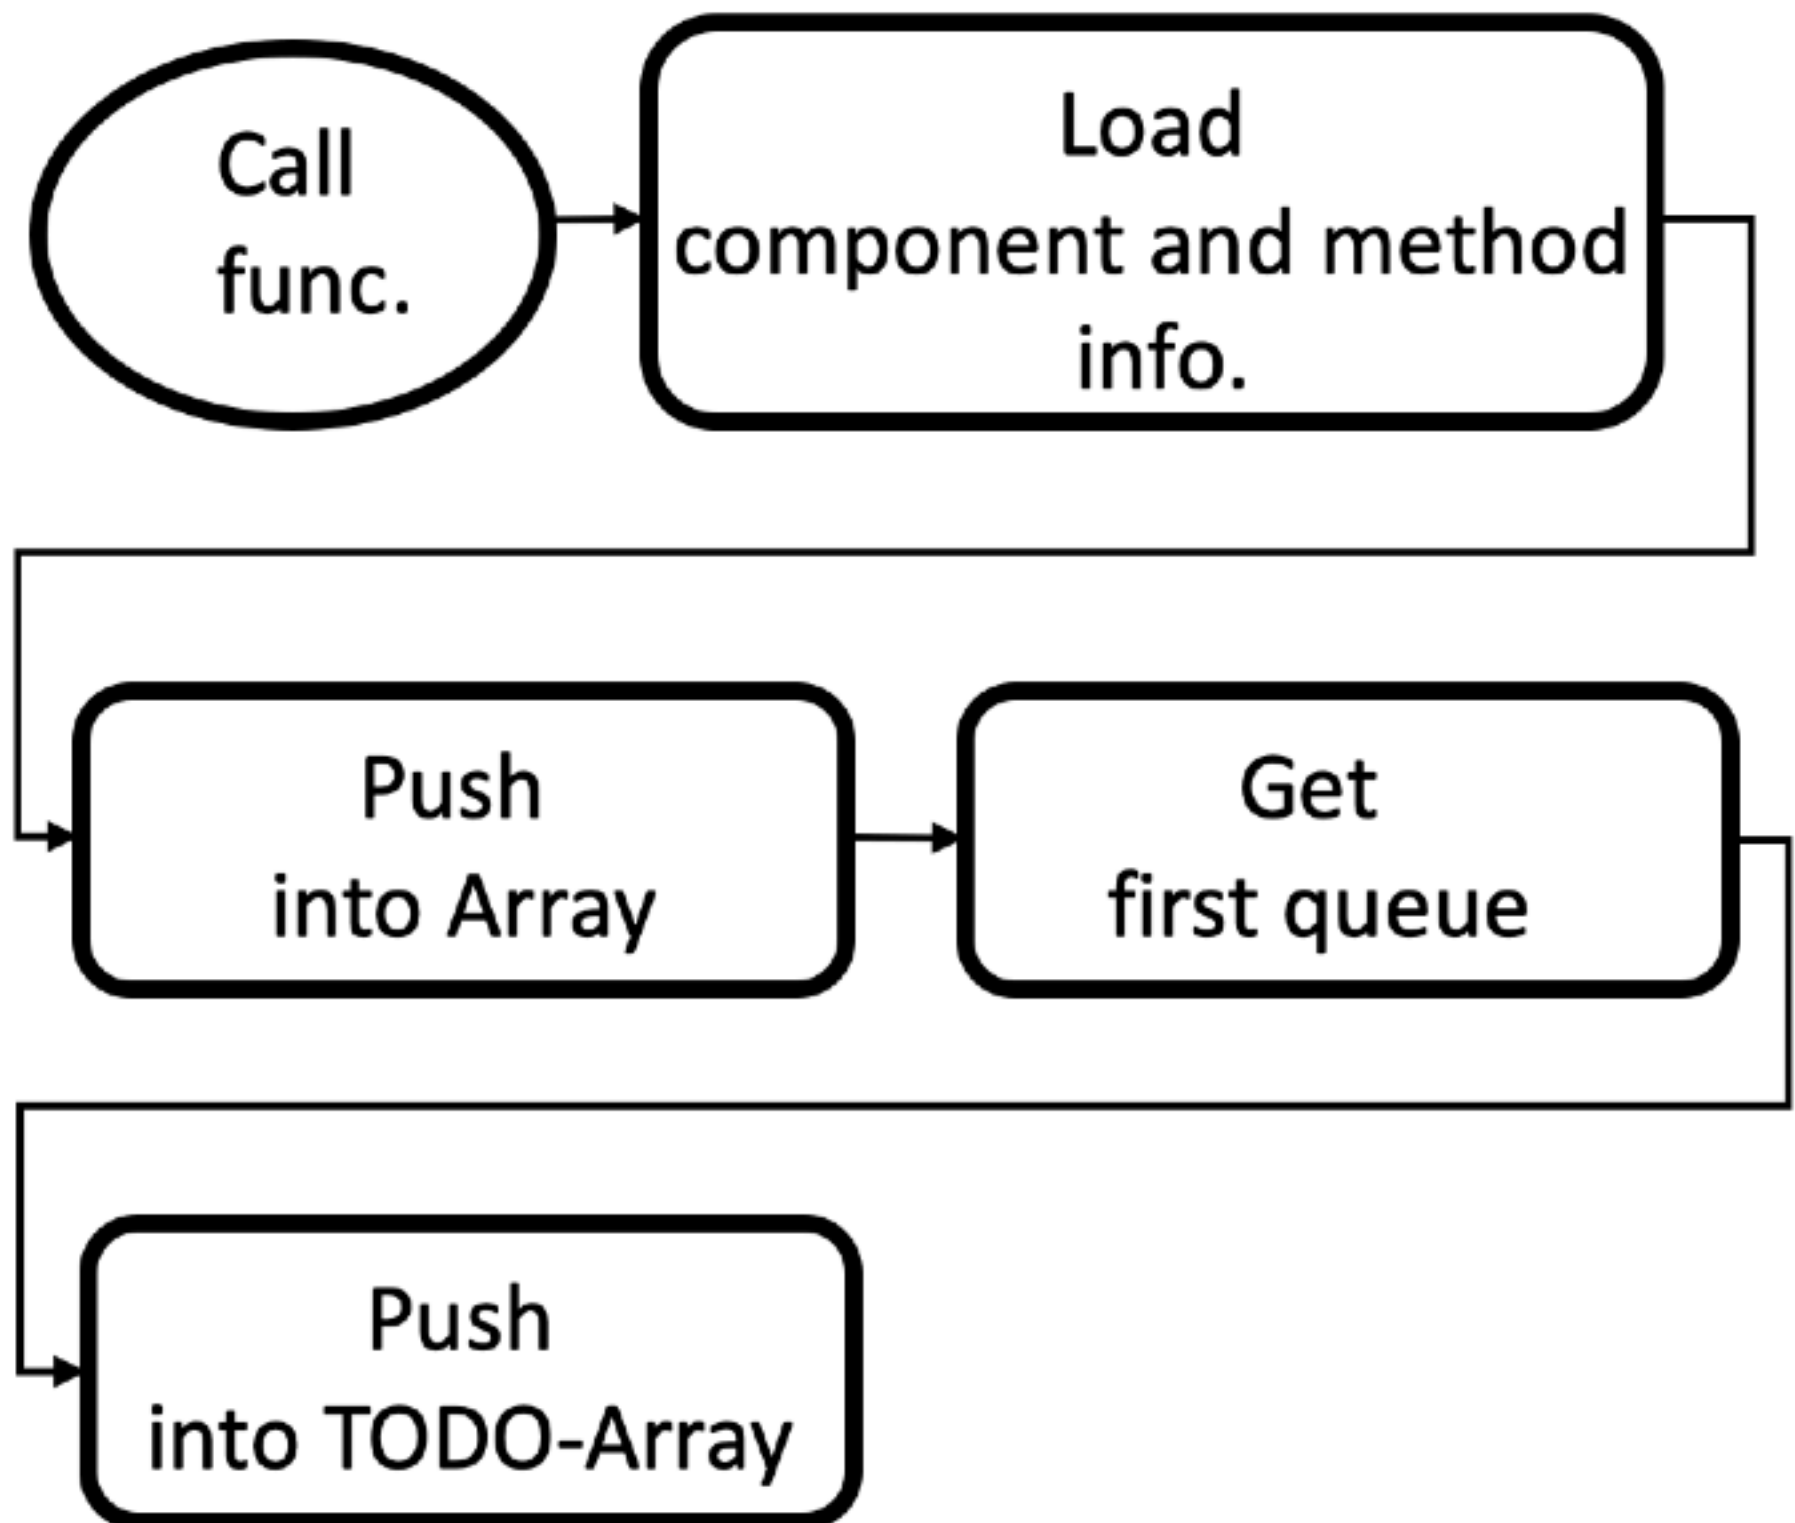 Call
func.
Load
component and method
info.
Push
into Array
Get
first queue
Push
into TODO-Array